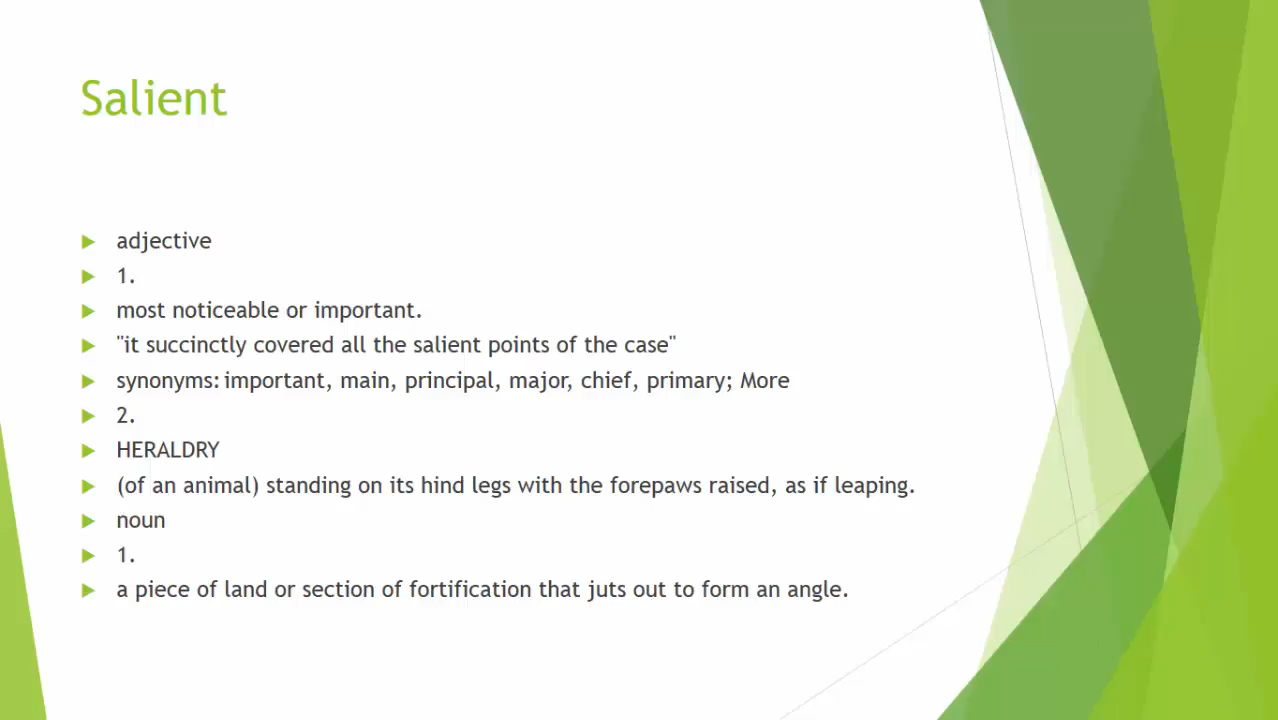 Salient
adjective
1.
most noticeable or important.
"it succinctly covered all the salient points of the case"
synonyms: important, main, principal, major, chief, primary; More
2.
HERALDRY
(of an animal) standing on its hind legs with the forepaws raised, as if leaping.
noun
1.
a piece of land or section of fortification that juts out to form an angle.